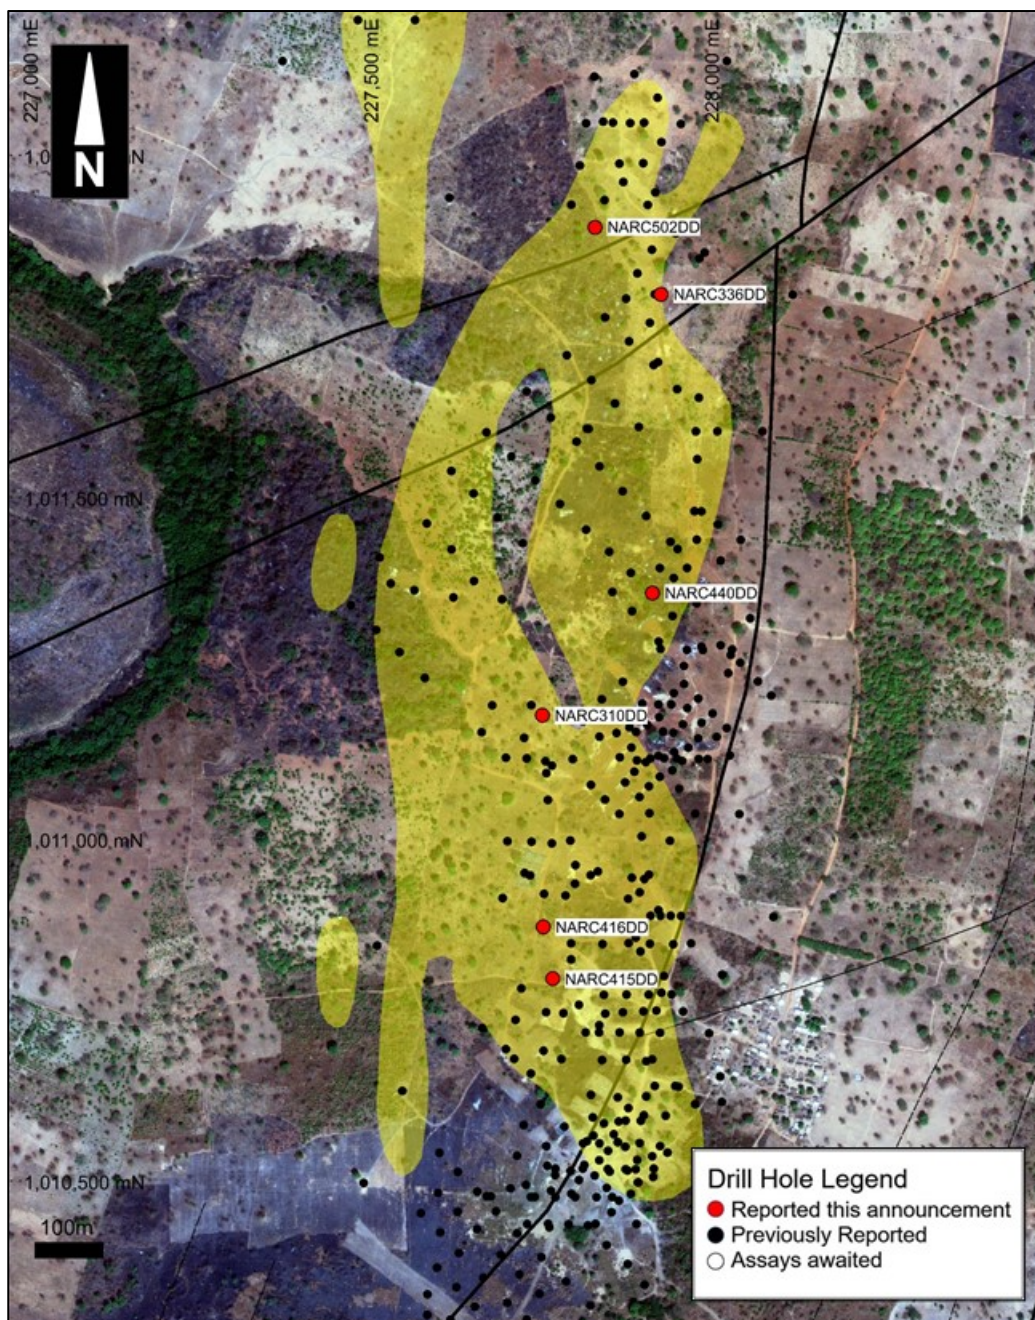 227,000 mE
227,500 mE
228,000 mE
N
NARC502DD
NARC336DD
1,011,500 mN
NARC440DD
NARC310DD
1,011,000 mN
NARC416DD
NARC415DD
1,010,500 mN
100m
Drill Hole Legend
Reported this announcement
Previously Reported
Assays awaited